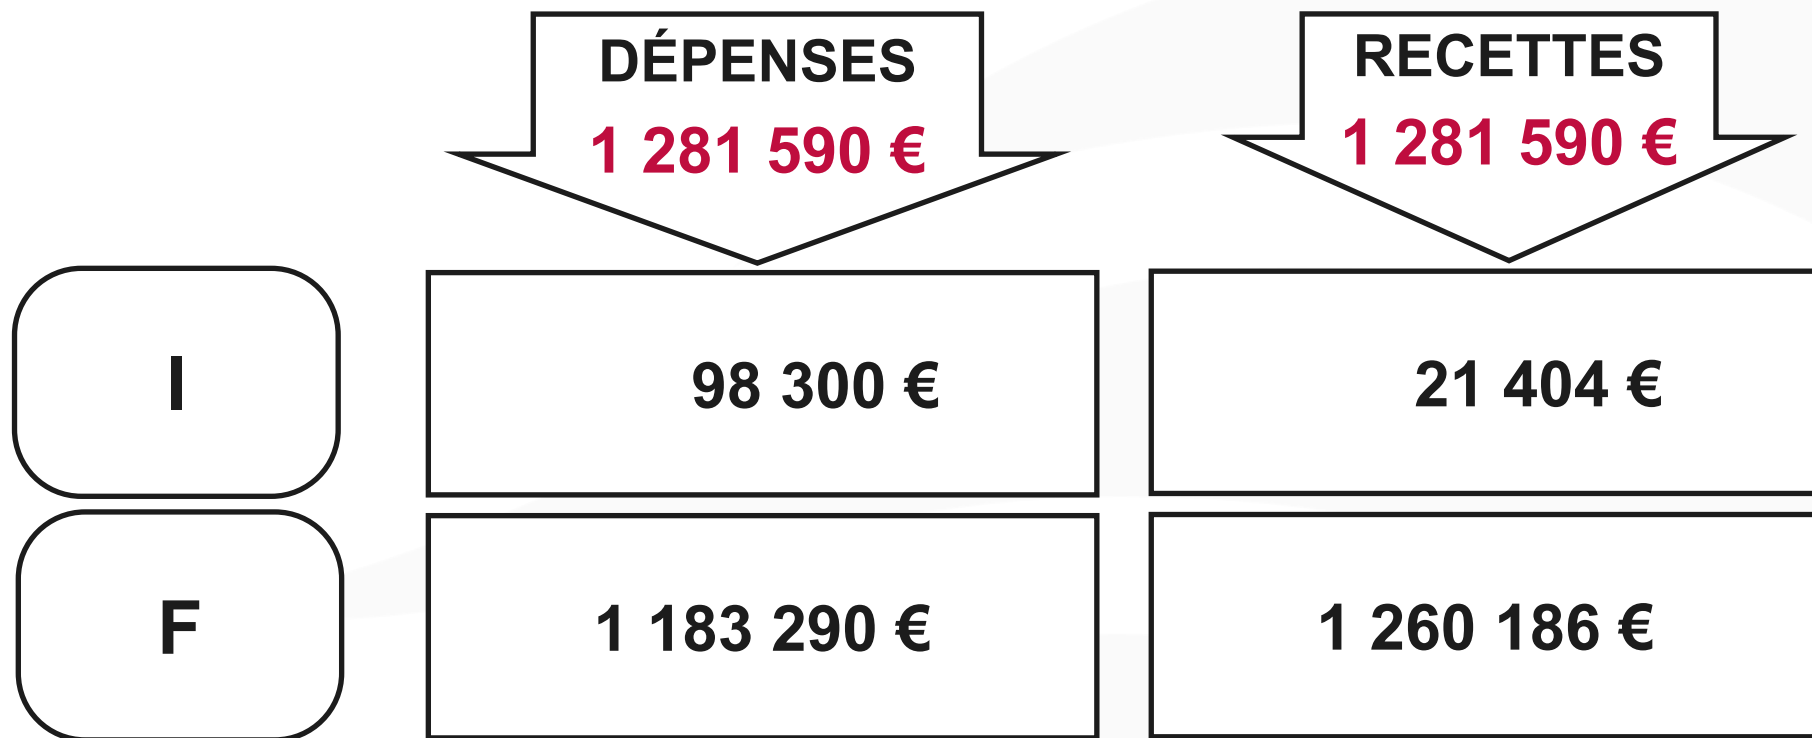 DÉPENSES
1 281 590 €
RECETTES
1 281 590 €
I
98 300 €
21 404 €
F
1 183 290 €
1 260 186 €